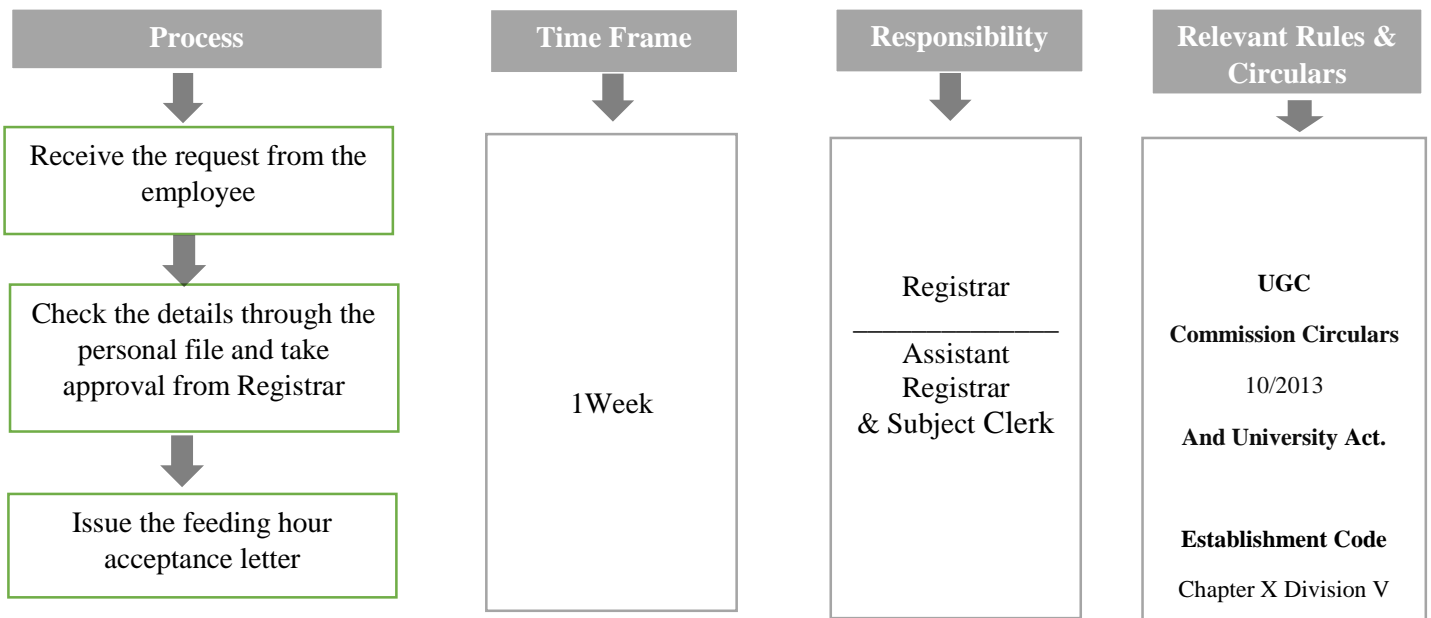 Process
Receive the request from the
employee
Check the details through the
personal file and take
approval from Registrar
Issue the feeding hour
acceptance letter
Time Frame
1Week
Responsibility
Registrar
Assistant
Registrar
& Subject Clerk
Relevant Rules &
Circulars
UGC
Commission Circulars
10/2013
And University Act.
Establishment Code
Chapter X Division V